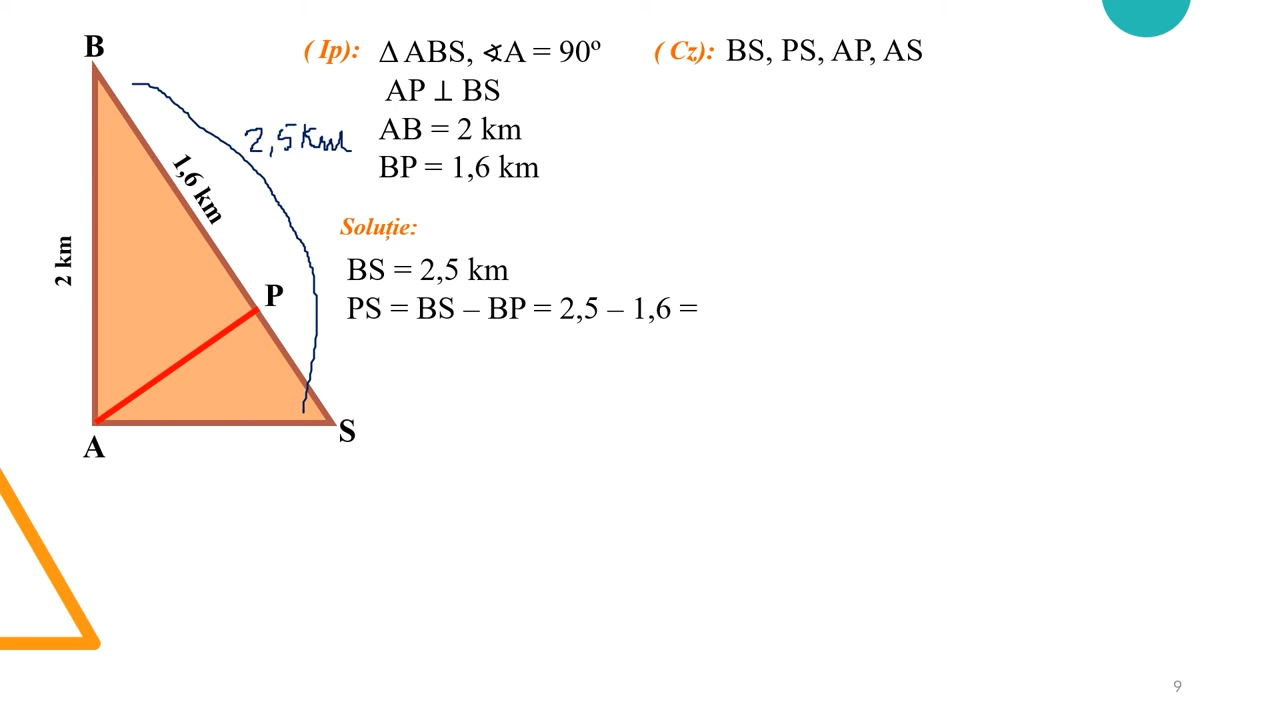 B
( Ip): Δ ABS, ∢A = 90º ( Cz): BS, PS, AP, AS
AP ⊥ BS
AB = 2 km
2,5 Km
BP = 1,6 km
1,6 km
Soluție:
2 km
BS = 2,5 km
P
PS = BS – BP = 2,5 – 1,6 =
S
A
9